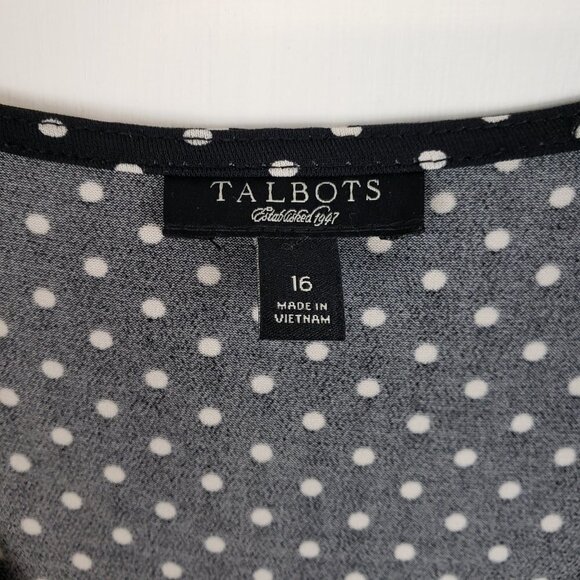 TALBOTS
Established 1947
16
MADE IN
VIETNAM